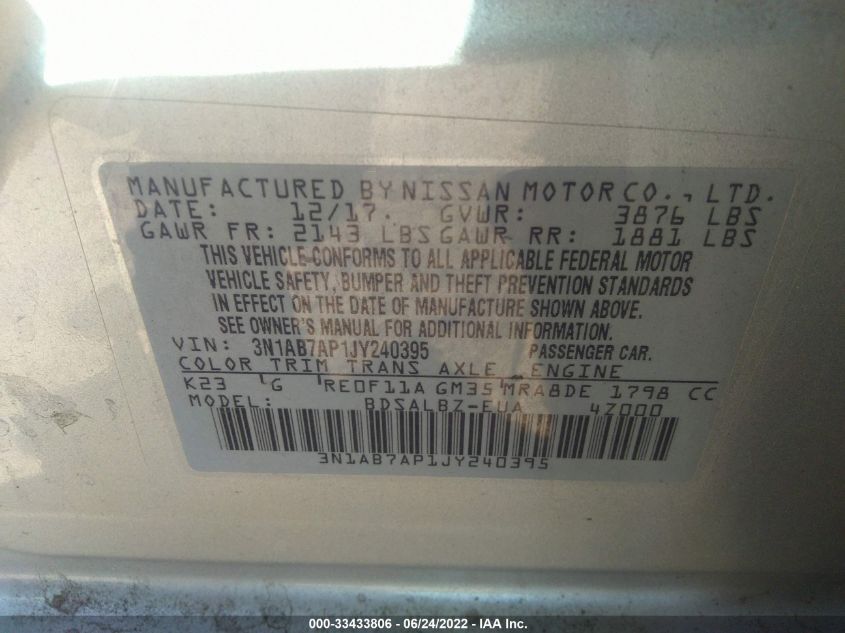 MANUFACTURED BY NISSAN MOTOR CO., LTD.
DATE: 12/17. GVWR: 3876 LBS
GAWR FR: 2143 LBS GAWR RR: 1881 LBS
THIS VEHICLE CONFORMS TO ALL APPLICABLE FEDERAL MOTOR
VEHICLE SAFETY, BUMPER AND THEFT PREVENTION STANDARDS
IN EFFECT ON THE DATE OF MANUFACTURE SHOWN ABOVE.
SEE OWNER'S MANUAL FOR ADDITIONAL INFORMATION.
VIN: 3N1AB7AP1JY240395 PASSENGER CAR.
COLOR TRIM TRANS AXLE ENGINE
K23 G RE0F11A GM35 MRA8DE 1798 CC
MODEL: BDSALBZ-EUA 4Z000
3N1AB7AP1JY240395
000-33433806 - 06/24/2022 - © IAA Inc.